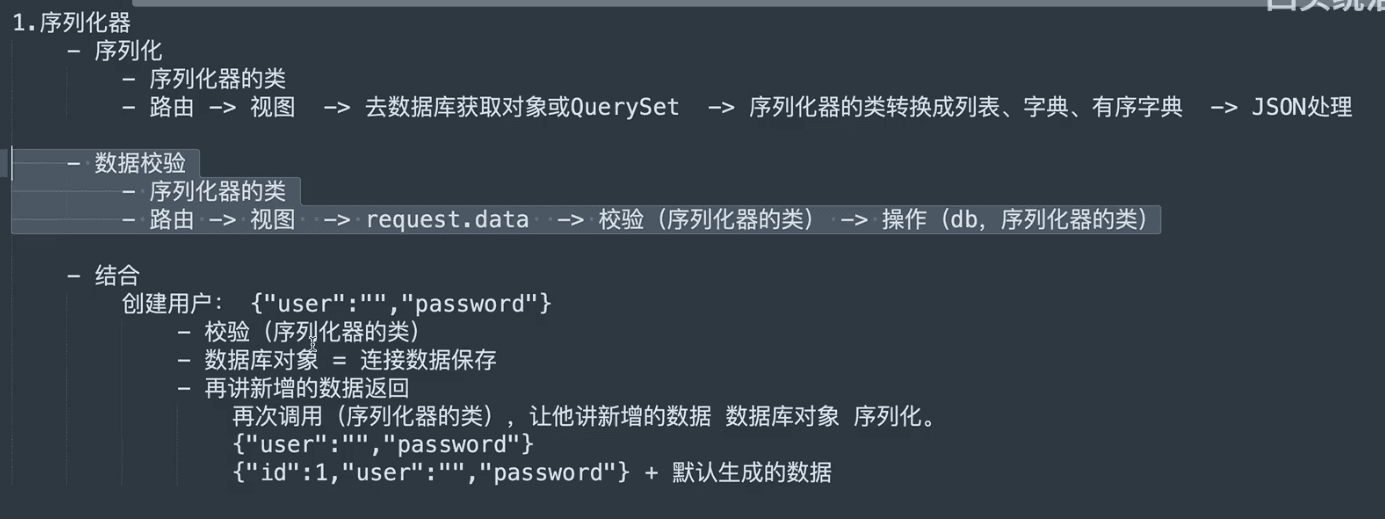 1.序列化器
- 序列化
- 序列化器的类
- 路由 -> 视图 -> 去数据库获取对象或QuerySet -> 序列化器的类转换成列表、字典、有序字典 -> JSON处理
- 数据校验
- 序列化器的类
- 路由 -> 视图 -> request.data -> 校验（序列化器的类） -> 操作（db，序列化器的类）
- 结合
创建用户： {"user":"","password"}
- 校验（序列化器的类）
- 数据库对象 = 连接数据保存
- 再讲新增的数据返回
再次调用（序列化器的类），让他讲新增的数据 数据库对象 序列化。
{"user":"","password"}
{"id":1,"user":"","password"} + 默认生成的数据